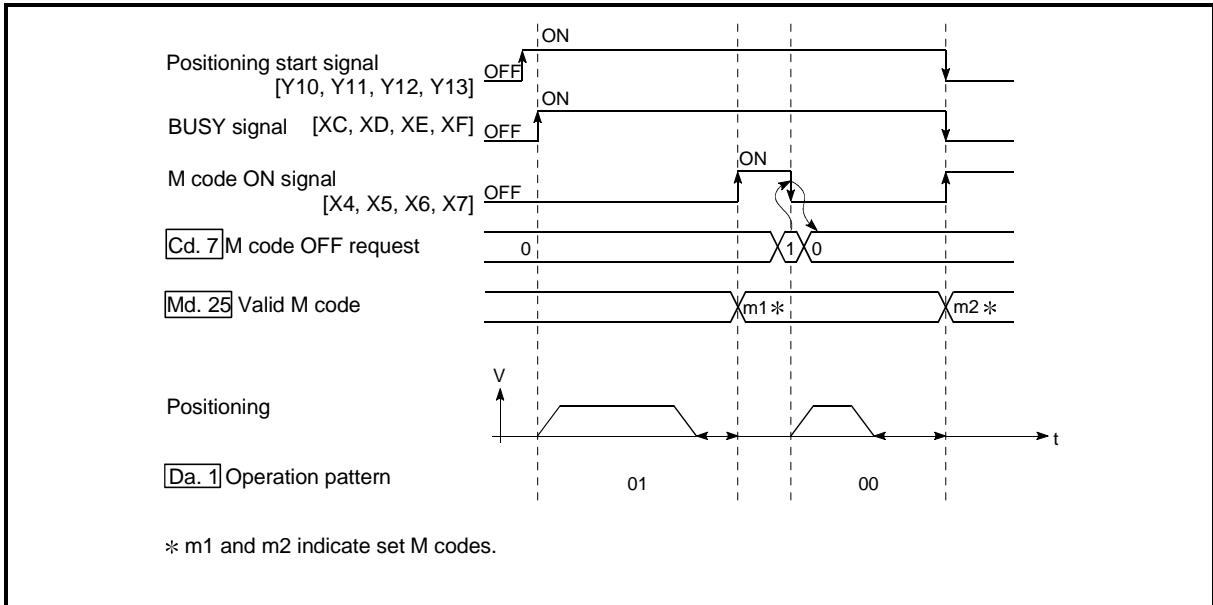 ON
Positioning start signal
OFF
[Y10, Y11, Y12, Y13]
ON
BUSY signal [XC, XD, XE, XF]
OFF
ON
M code ON signal
OFF
[X4, X5, X6, X7]
Cd. 7 M code OFF request
0
1
0
Md. 25 Valid M code
m1*
m2*
V
Positioning
t
Da. 1 Operation pattern
01
00
* m1 and m2 indicate set M codes.